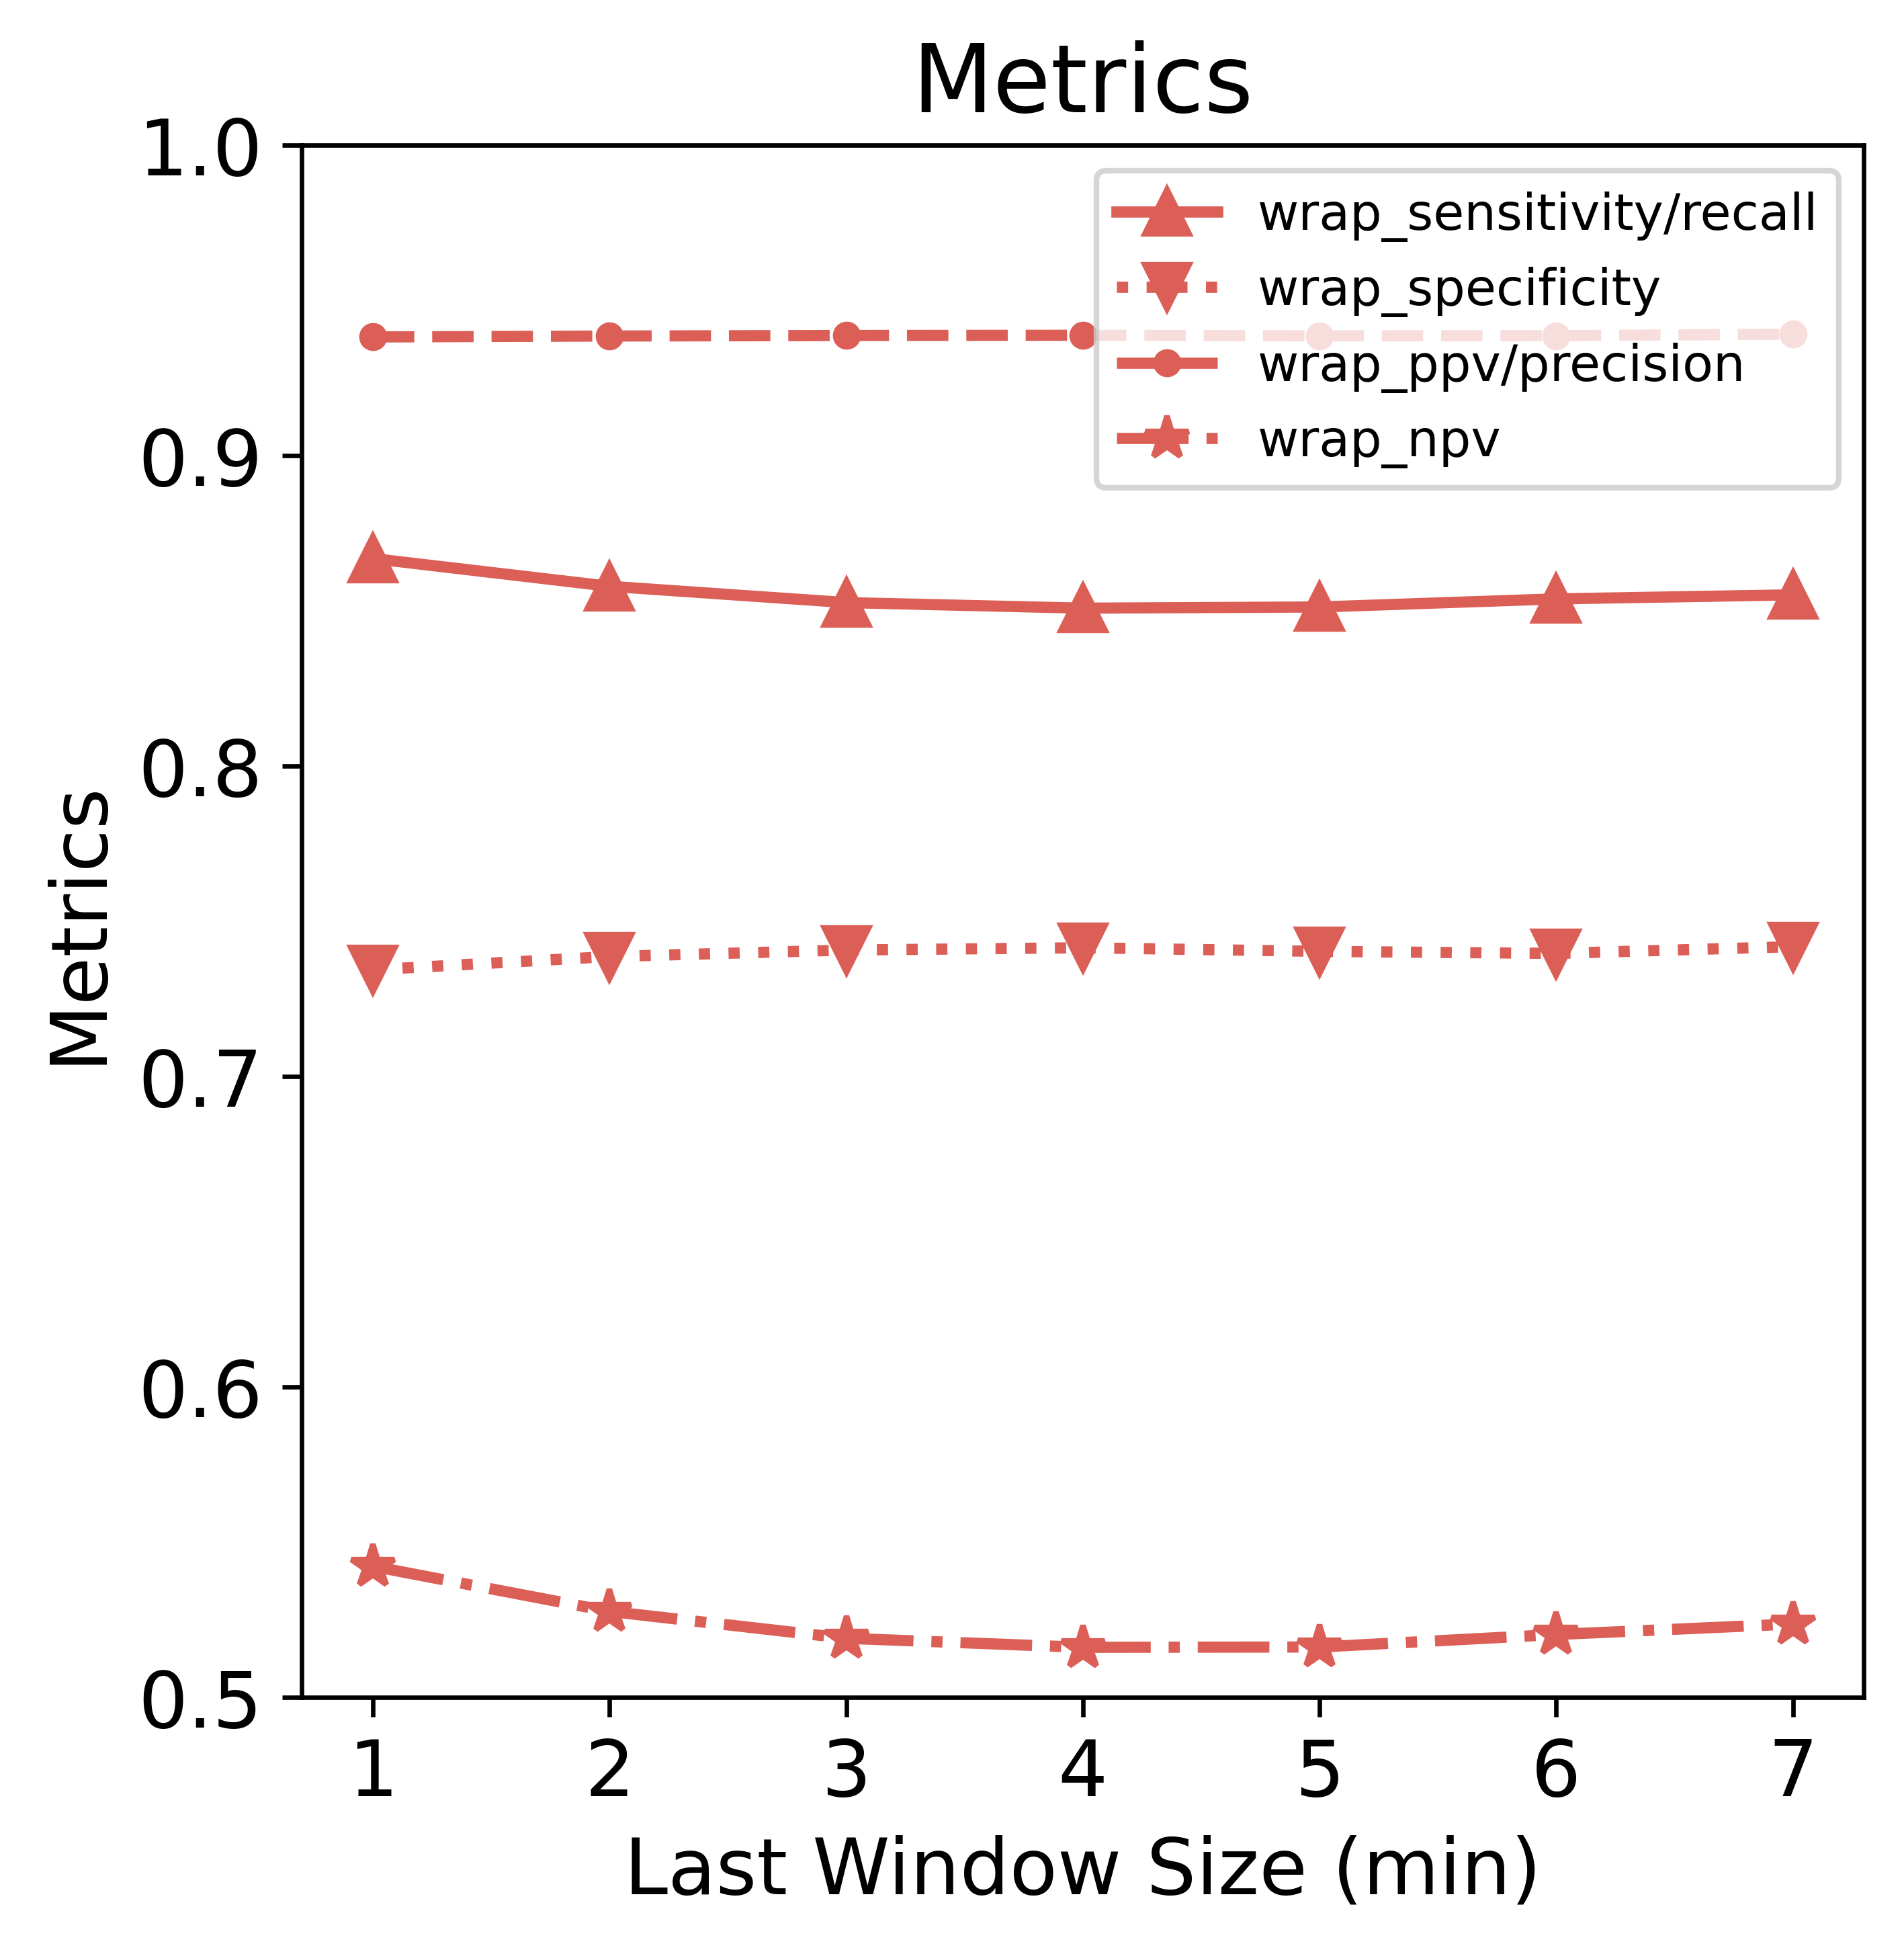 Metrics
1.0
0.9
0.8
0.7
0.6
0.5
Metrics
wrap_sensitivity/recall
wrap_specificity
wrap_ppv/precision
wrap_npv
1 2 3 4 5 6 7
Last Window Size (min)